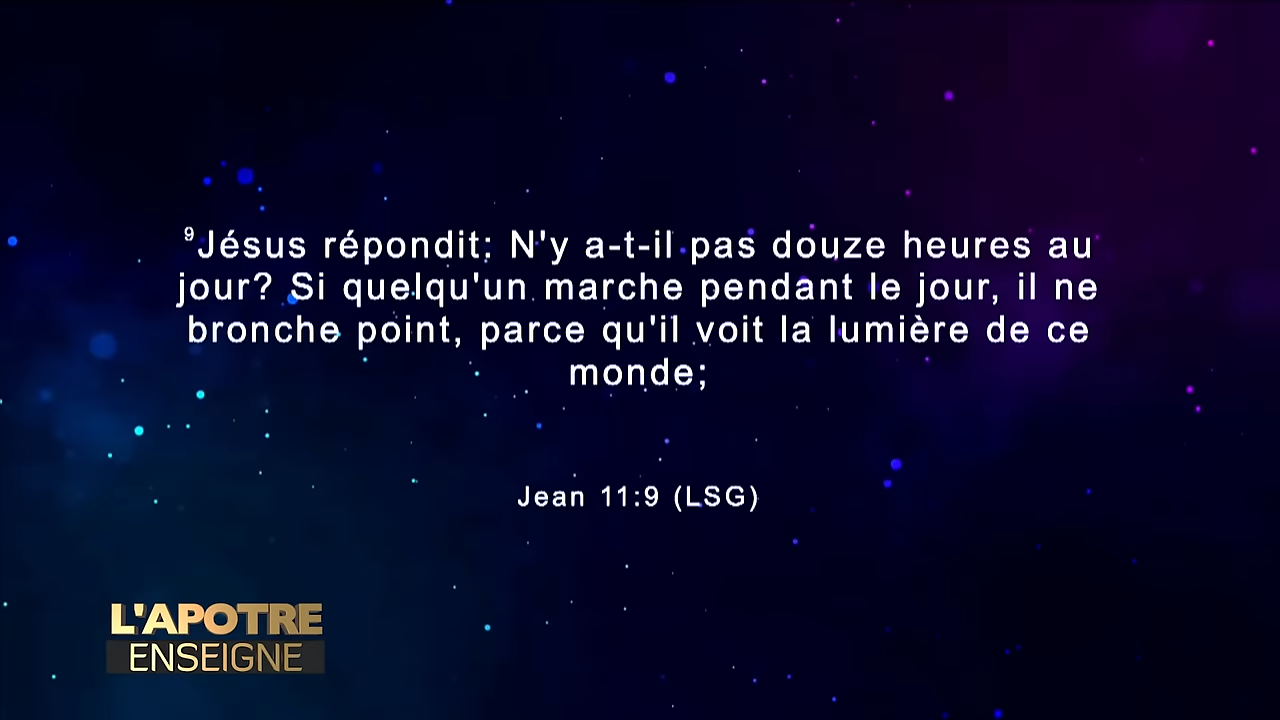 ⁹Jésus répondit: N'y a-t-il pas douze heures au
jour? Si quelqu'un marche pendant le jour, il ne
bronche point, parce qu'il voit la lumière de ce
monde;
Jean 11:9 (LSG)
L'APOTRE
ENSEIGNE